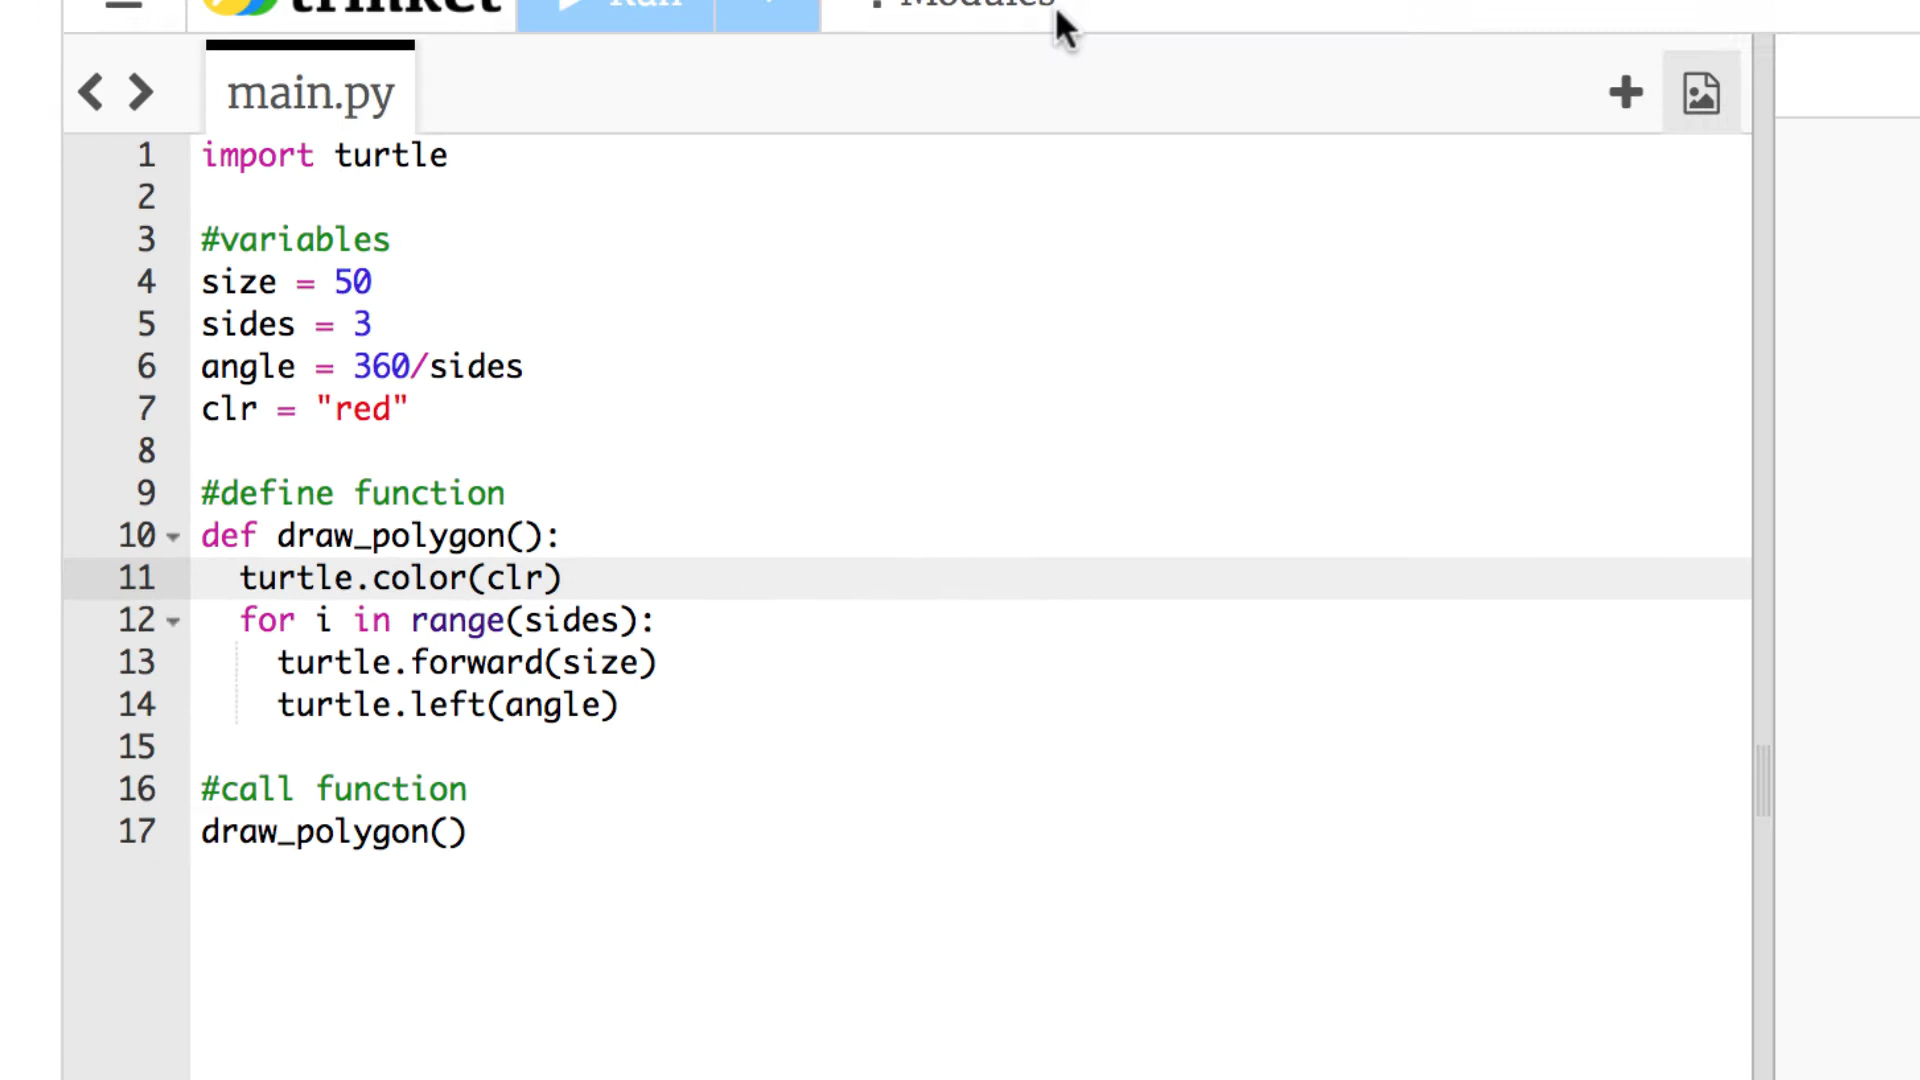 trinket Run Modules
main.py
1 import turtle
2
3 #variables
4 size = 50
5 sides = 3
6 angle = 360/sides
7 clr = "red"
8
9 #define function
10 def draw_polygon():
11 turtle.color(clr)
12 for i in range(sides):
13 turtle.forward(size)
14 turtle.left(angle)
15
16 #call function
17 draw_polygon()